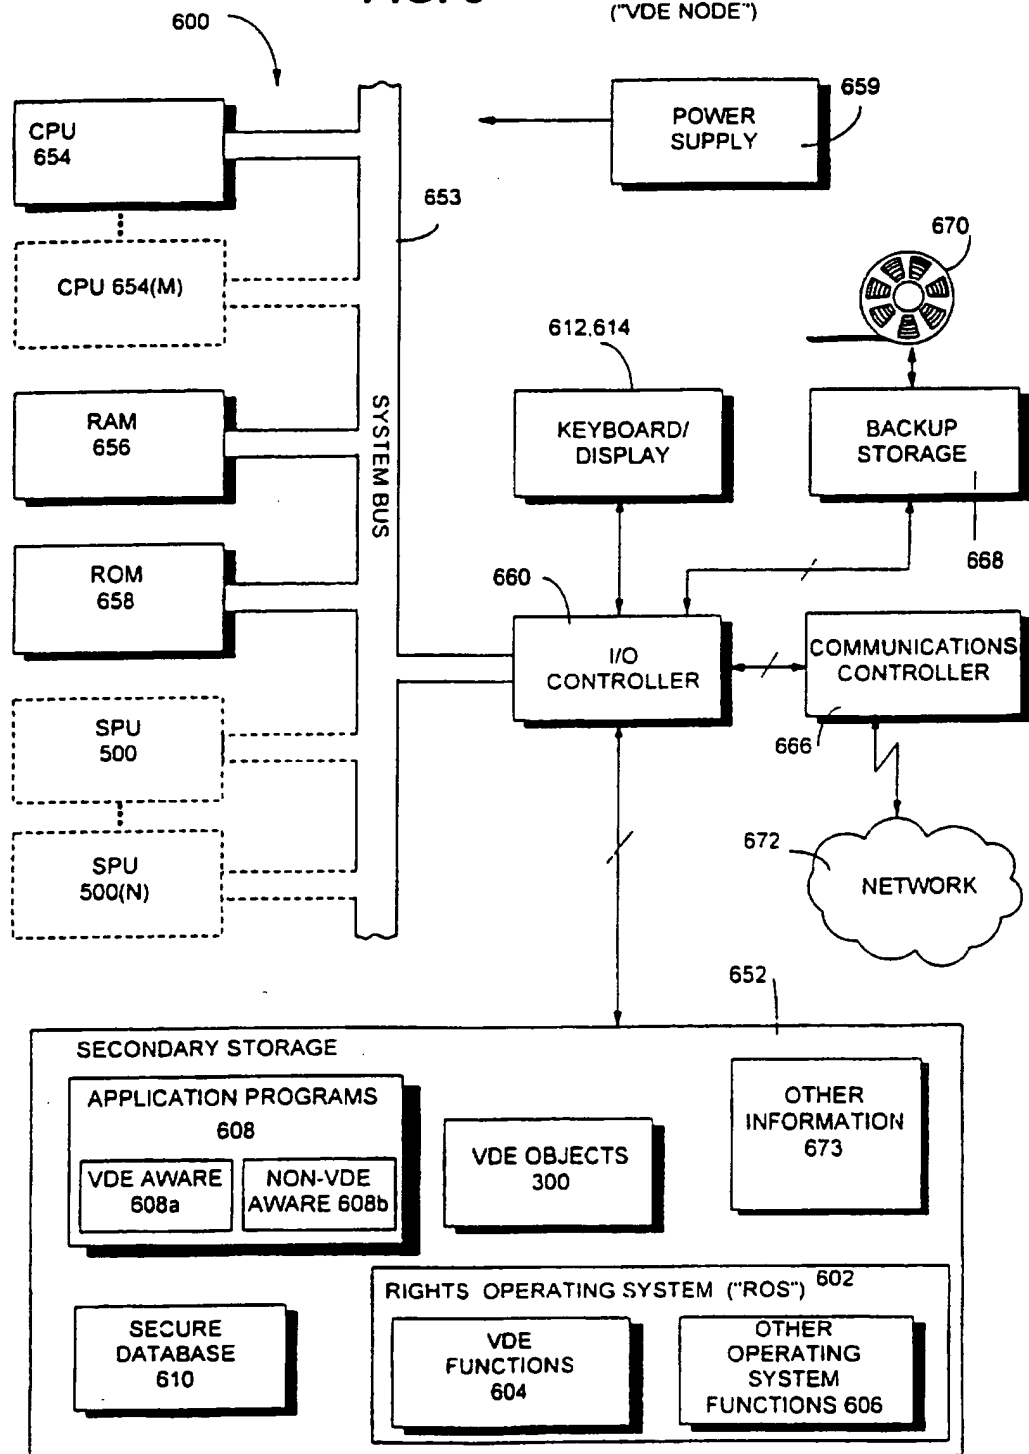 ("VDE NODE")
600
CPU
654
POWER
SUPPLY
659
653
CPU 654(M)
670
612,614
RAM
656
SYSTEM BUS
KEYBOARD/
DISPLAY
BACKUP
STORAGE
668
ROM
658
660
I/O
CONTROLLER
COMMUNICATIONS
CONTROLLER
666
SPU
500
SPU
500(N)
672
NETWORK
652
SECONDARY STORAGE
APPLICATION PROGRAMS
608
VDE AWARE
608a
NON-VDE
AWARE 608b
VDE OBJECTS
300
OTHER
INFORMATION
673
SECURE
DATABASE
610
RIGHTS OPERATING SYSTEM ("ROS") 602
VDE
FUNCTIONS
604
OTHER
OPERATING
SYSTEM
FUNCTIONS 606